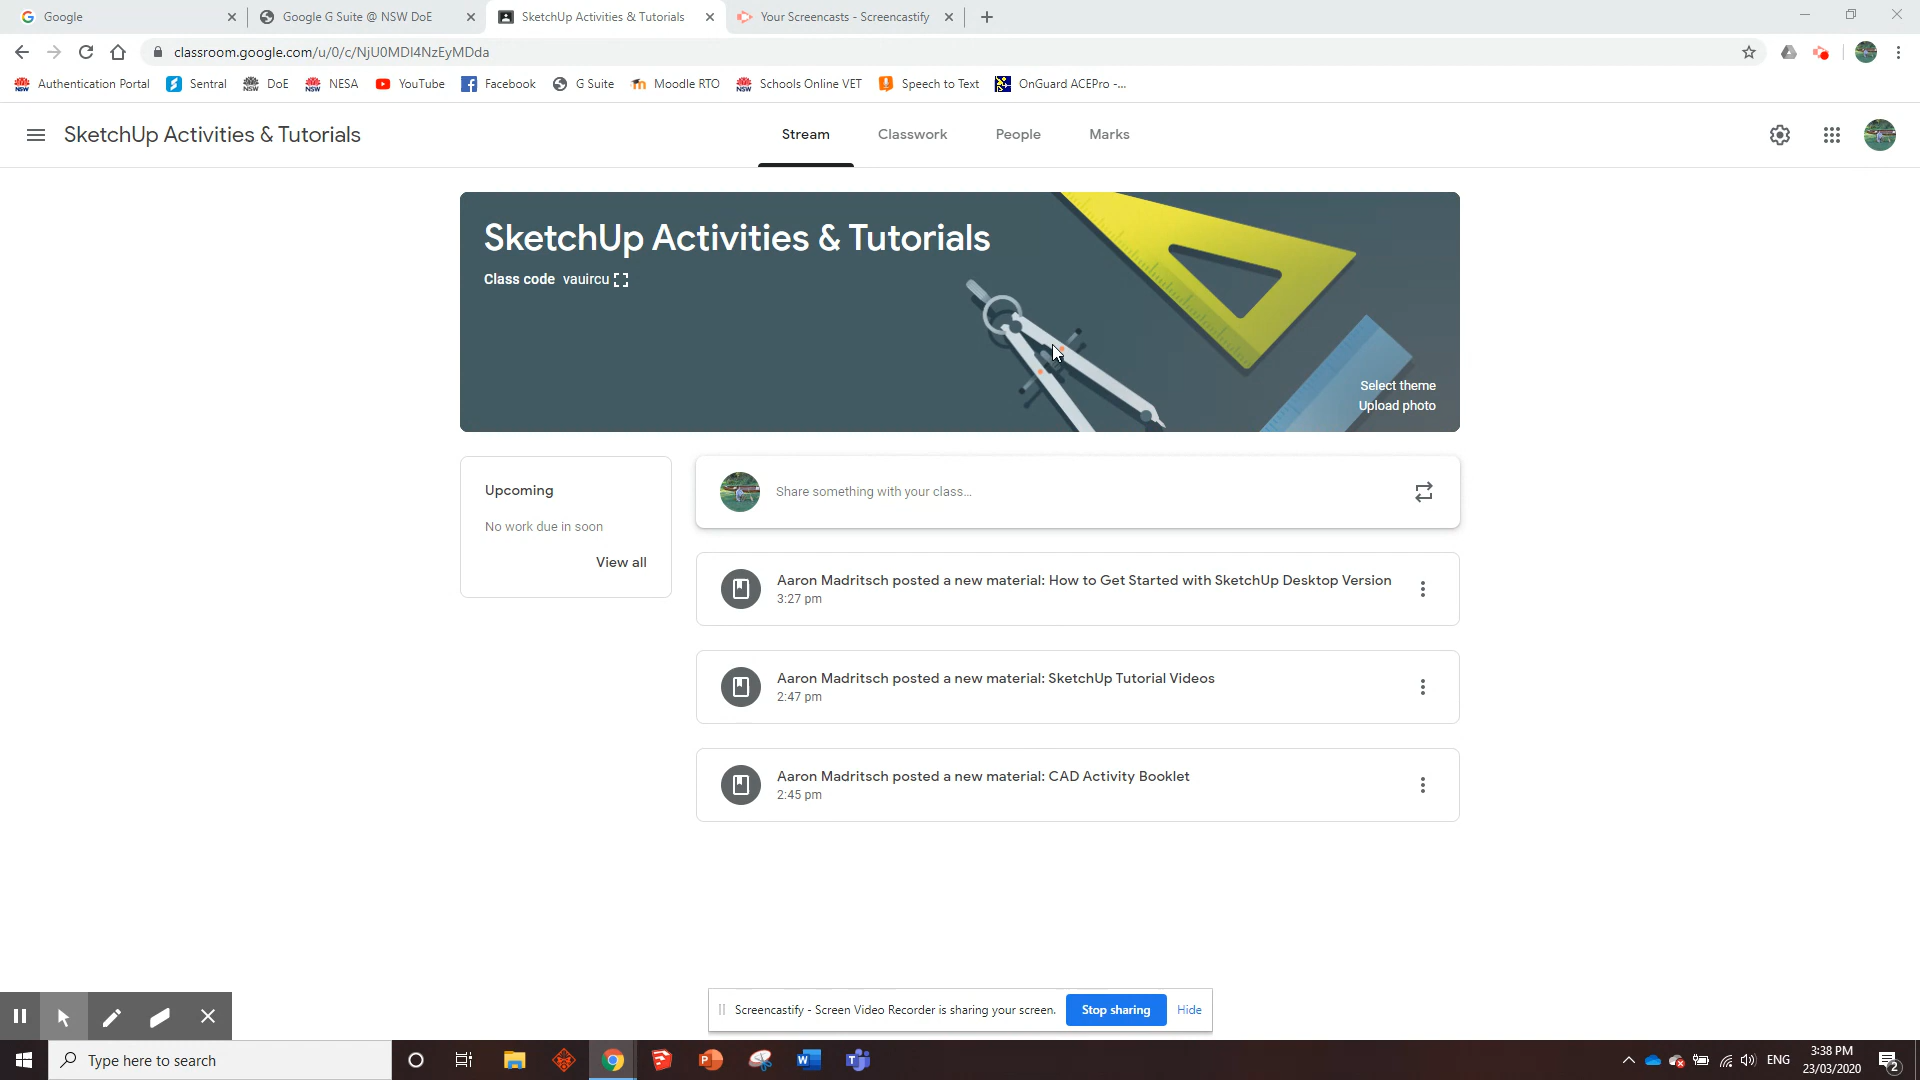 Google
Google G Suite @ NSW DoE
SketchUp Activities & Tutorials
Your Screencasts - Screencastify
classroom.google.com/u/0/c/NjU0MDI4NzEyMDda
Authentication Portal
Sentral
DoE
NESA
YouTube
Facebook
G Suite
Moodle RTO
Schools Online VET
Speech to Text
OnGuard ACEPro -...
SketchUp Activities & Tutorials
Stream
Classwork
People
Marks
SketchUp Activities & Tutorials
Class code vauircu
Select theme
Upload photo
Upcoming
No work due in soon
View all
Share something with your class...
Aaron Madritsch posted a new material: How to Get Started with SketchUp Desktop Version
3:27 pm
Aaron Madritsch posted a new material: SketchUp Tutorial Videos
2:47 pm
Aaron Madritsch posted a new material: CAD Activity Booklet
2:45 pm
Screencastify - Screen Video Recorder is sharing your screen.
Stop sharing
Hide
Type here to search
ENG
3:38 PM
23/03/2020
2